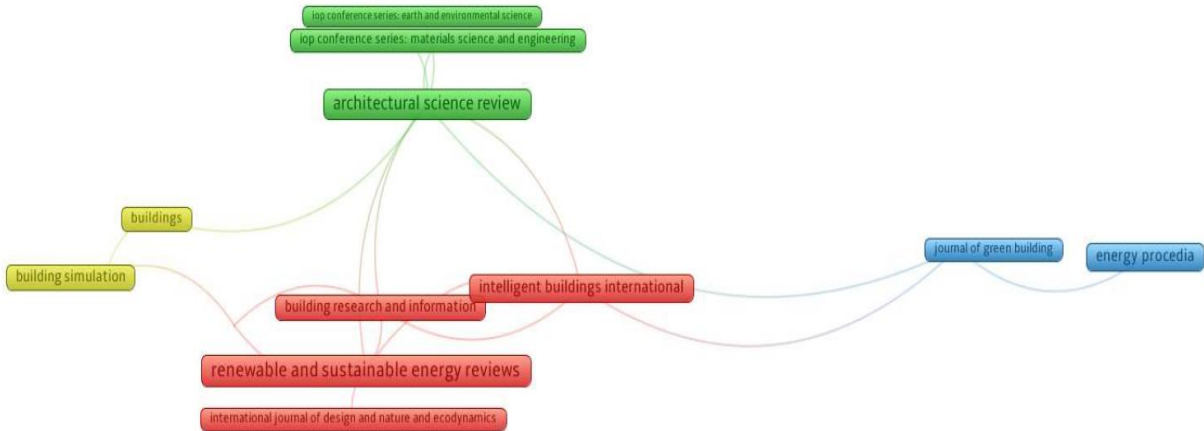 iop conference series: earth and environmental science
iop conference series: materials science and engineering
architectural science review
buildings
building simulation
journal of green building
energy procedia
intelligent buildings international
building research and information
renewable and sustainable energy reviews
international journal of design and nature and ecodynamics